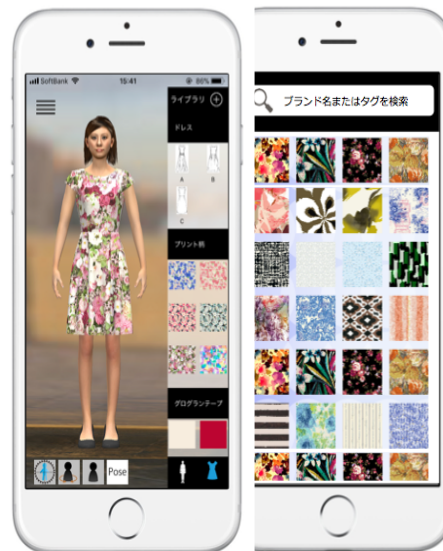 SoftBank 15:41 80%
ライブラリ
ドレス
A B
C
プリント柄
グログランテープ
Pose
ブランド名またはタグを検索